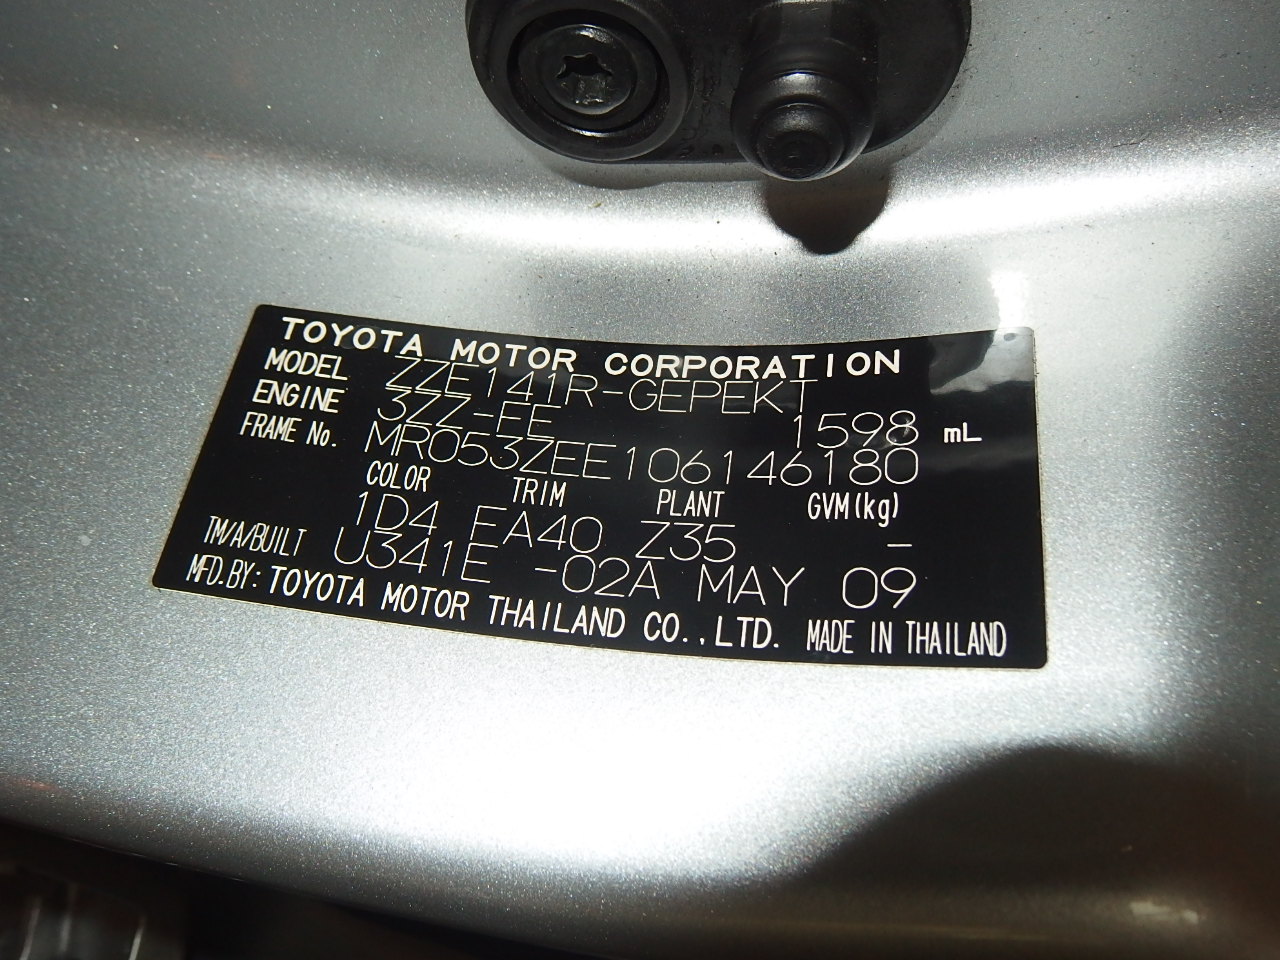 TOYOTA MOTOR CORPORATION
MODEL ZZE141R-GEPEKT
ENGINE 3ZZ-FE 1598 mL
FRAME No. MR053ZEE106146180
COLOR TRIM PLANT GVM(kg)
1D4 FA40 Z35 -
TM/A/BUILT U341E -02A MAY 09
MFD.BY: TOYOTA MOTOR THAILAND CO.,LTD. MADE IN THAILAND